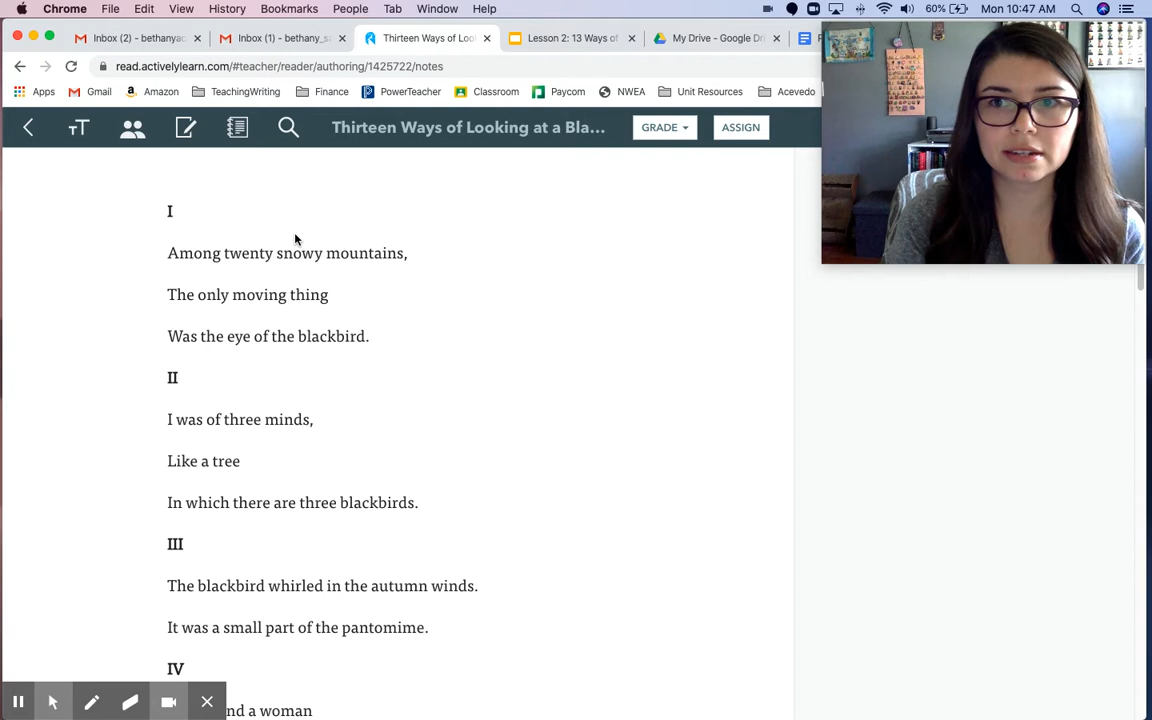 Chrome File Edit View History Bookmarks People Tab Window Help 60% Mon 10:47 AM
Inbox (2) - bethanyac Inbox (1) - bethany_s Thirteen Ways of Loo Lesson 2: 13 Ways of My Drive - Google Dri
read.activelylearn.com/#teacher/reader/authoring/1425722/notes
Apps Gmail Amazon TeachingWriting Finance PowerTeacher Classroom Paycom NWEA Unit Resources Acevedo
TT Thirteen Ways of Looking at a Bla... GRADE ASSIGN
I
Among twenty snowy mountains,
The only moving thing
Was the eye of the blackbird.
II
I was of three minds,
Like a tree
In which there are three blackbirds.
III
The blackbird whirled in the autumn winds.
It was a small part of the pantomime.
IV
nd a woman